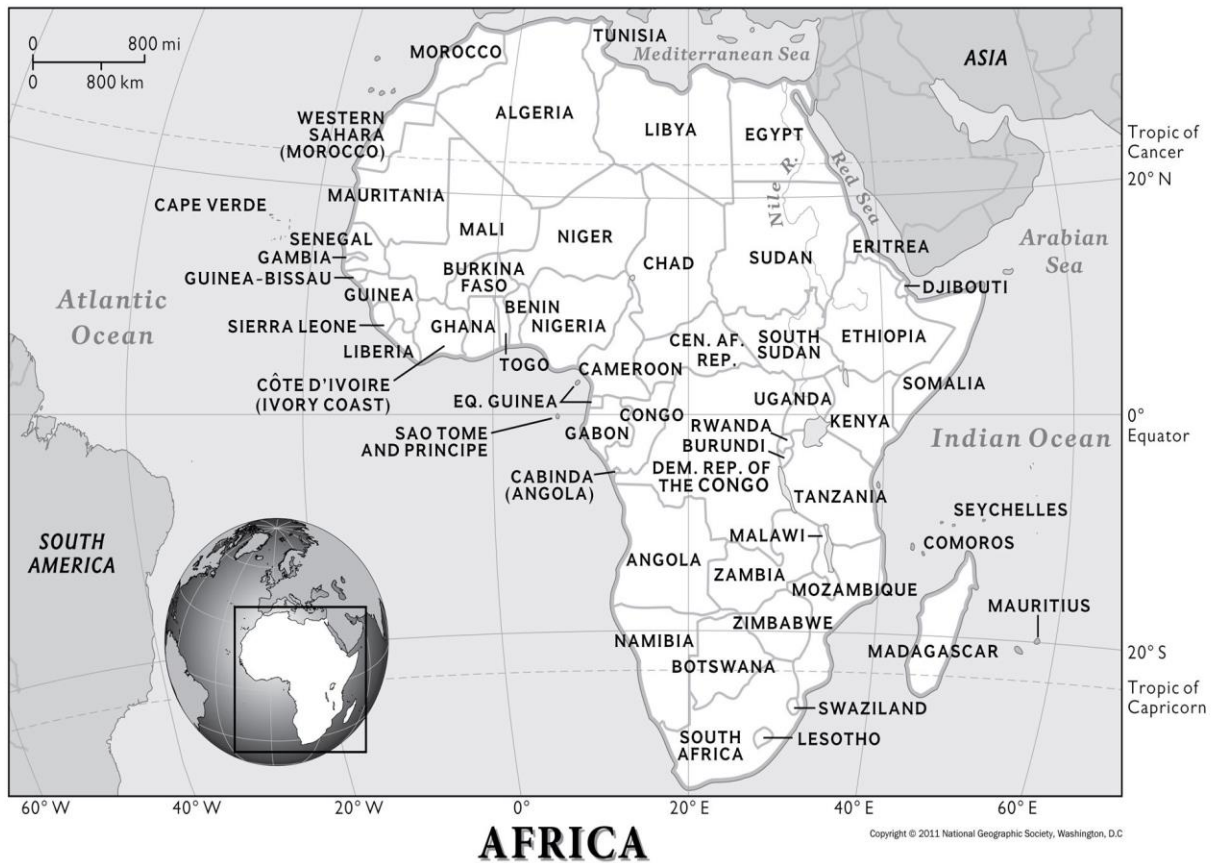 0 800 mi
0 800 km
TUNISIA
Mediterranean Sea
MOROCCO
ASIA
ALGERIA
WESTERN
SAHARA
(MOROCCO)
LIBYA
EGYPT
Tropic of
Cancer
20° N
Nile R.
Red Sea
MAURITANIA
CAPE VERDE
MALI
NIGER
SENEGAL
GAMBIA
GUINEA-BISSAU
CHAD
SUDAN
ERITREA
Arabian
Sea
BURKINA
FASO
DJIBOUTI
Atlantic
Ocean
GUINEA
BENIN
SIERRA LEONE
GHANA
NIGERIA
CEN. AF.
REP.
SOUTH
SUDAN
ETHIOPIA
LIBERIA
TOGO
CAMEROON
CÔTE D'IVOIRE
(IVORY COAST)
EQ. GUINEA
UGANDA
SOMALIA
CONGO
KENYA
0°
Equator
SAO TOME
AND PRINCIPE
GABON
RWANDA
BURUNDI
Indian Ocean
CABINDA
(ANGOLA)
DEM. REP. OF
THE CONGO
TANZANIA
SEYCHELLES
SOUTH
AMERICA
MALAWI
COMOROS
ANGOLA
ZAMBIA
MOZAMBIQUE
MAURITIUS
ZIMBABWE
NAMIBIA
MADAGASCAR
20° S
BOTSWANA
Tropic of
Capricorn
SWAZILAND
SOUTH
AFRICA
LESOTHO
60° W 40° W 20° W 0° 20° E 40° E 60° E
AFRICA
Copyright © 2011 National Geographic Society, Washington, D.C